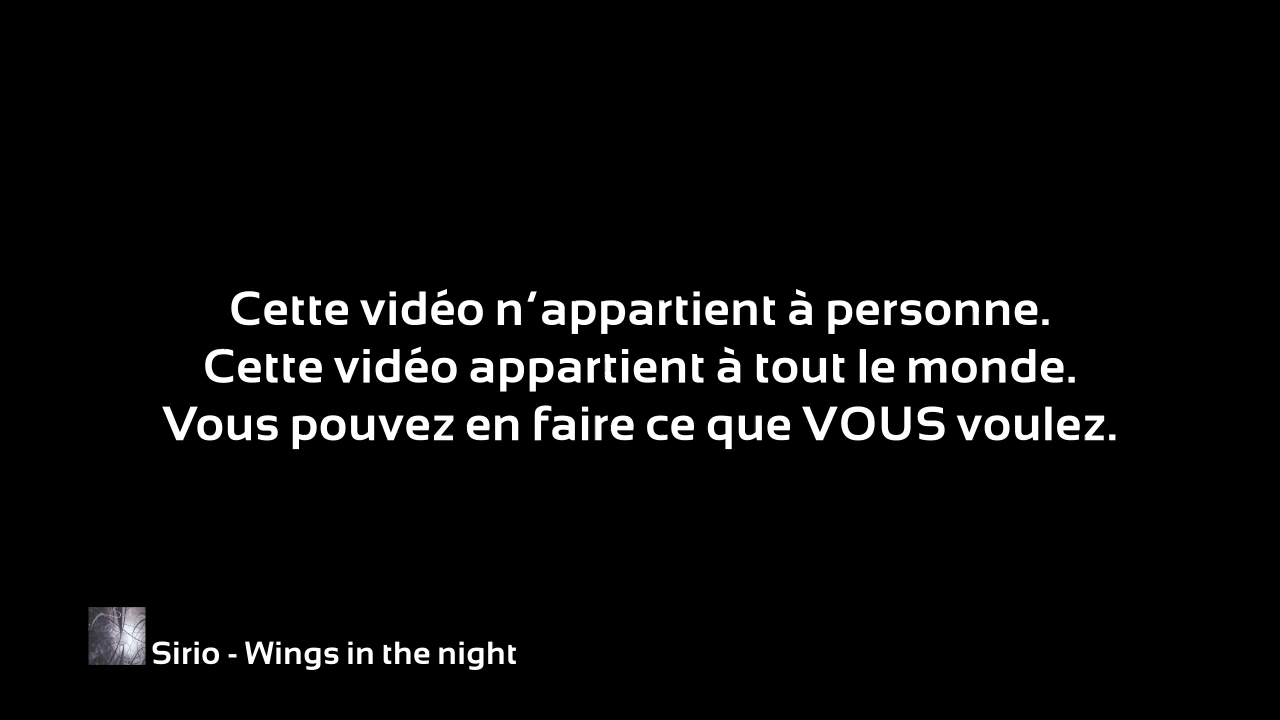 Cette vidéo n’appartient à personne.
Cette vidéo appartient à tout le monde.
Vous pouvez en faire ce que VOUS voulez.
Sirio - Wings in the night